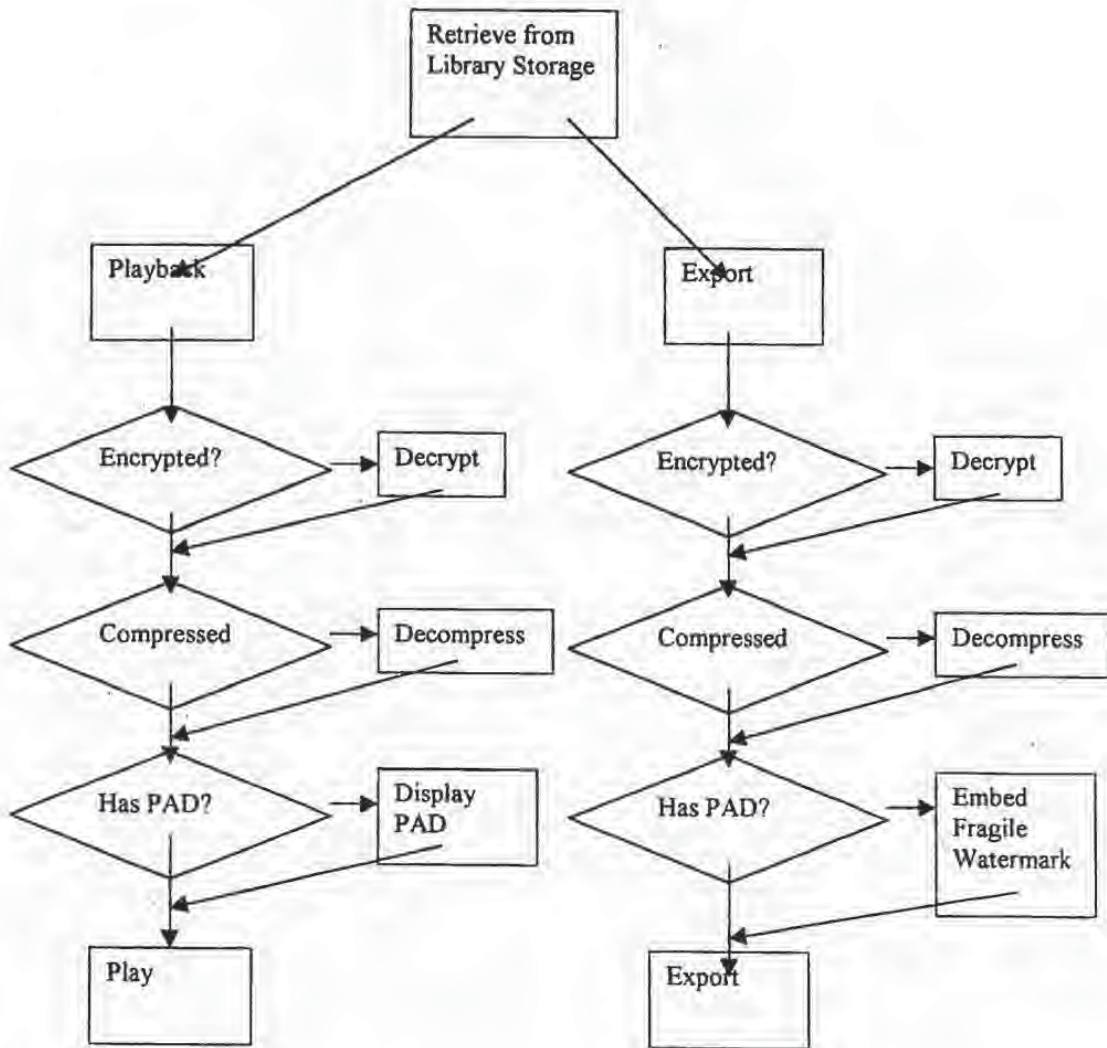 Retrieve from
Library Storage
Playback
Export
Encrypted?
Decrypt
Encrypted?
Decrypt
Compressed
Decompress
Compressed
Decompress
Has PAD?
Display
PAD
Has PAD?
Embed
Fragile
Watermark
Play
Export